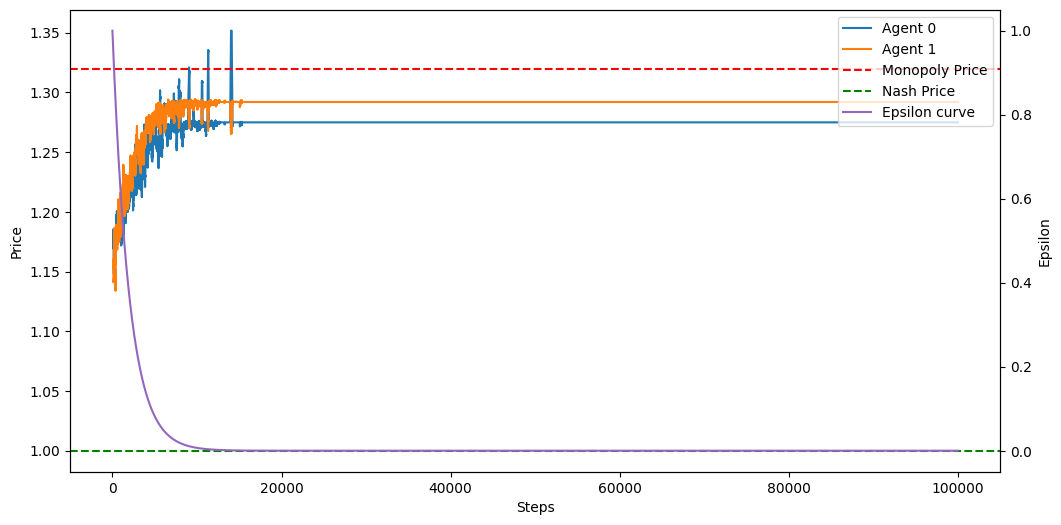 Agent 0
Agent 1
Monopoly Price
Nash Price
Epsilon curve
1.35
1.30
1.25
1.20
1.15
1.10
1.05
1.00
Price
1.0
0.8
0.6
0.4
0.2
0.0
Epsilon
0
20000
40000
60000
80000
100000
Steps